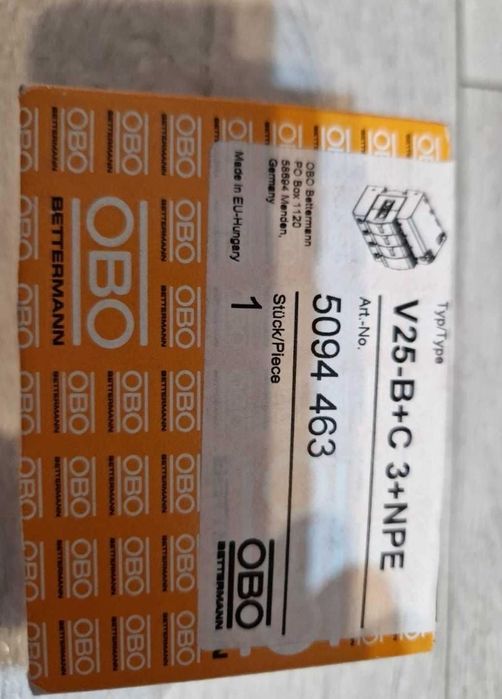 Typ/Type
V25-B+C 3+NPE
Art.-No.
5094 463
OBO Bettermann
PO Box 1120
58694 Menden,
Germany
Stück/Piece
1
Made in EU-Hungary
OBO
BETTERMANN
OBO
BETTERMANN